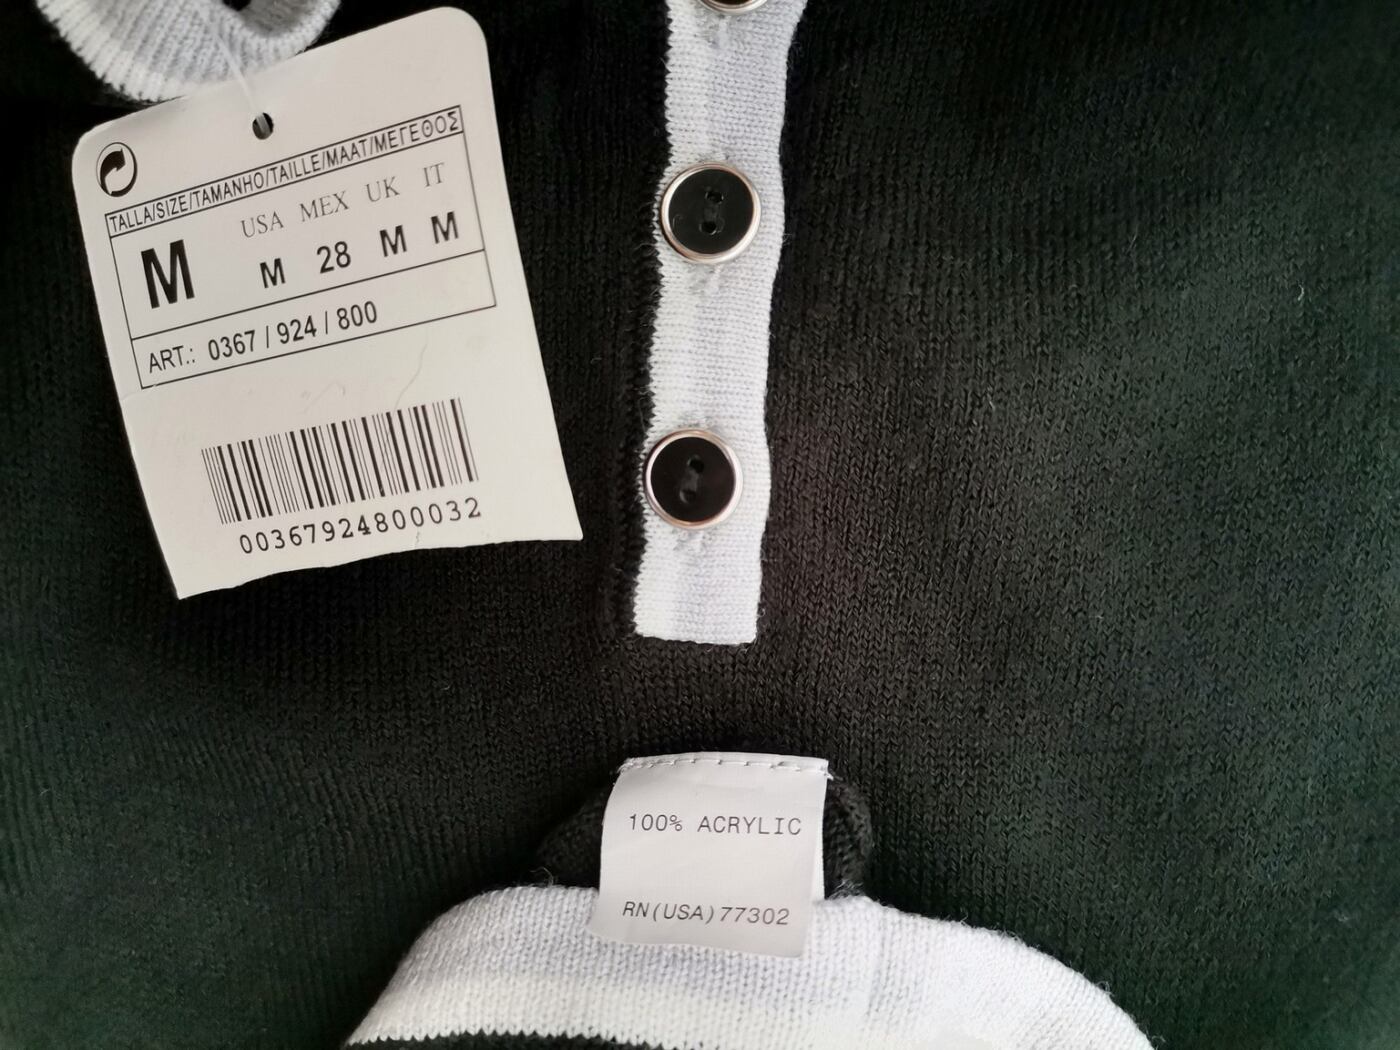 TALLA/SIZE/TAMANHO/TAILLE/MAAT/ΜΕΓΕΘΟΣ
USA MEX UK IT
M M 28 M M
ART.: 0367 / 924 / 800
00367924800032
100% ACRYLIC
RN(USA)77302